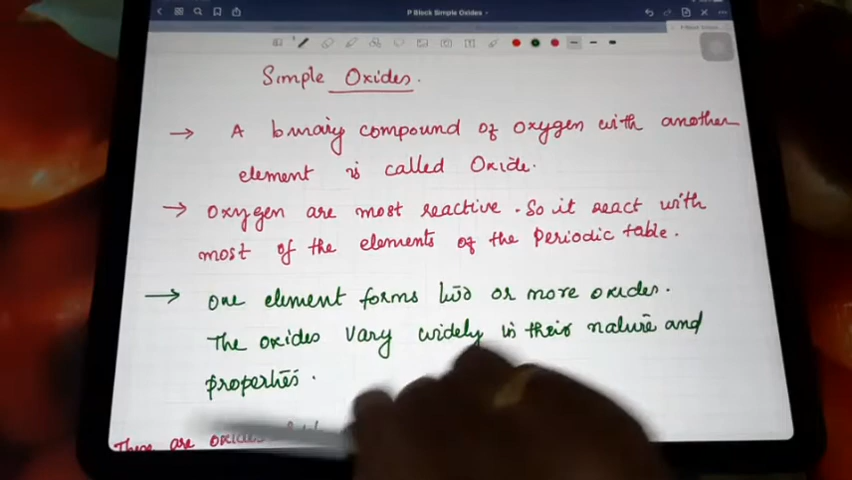 P Block Simple Oxides
Simple Oxides.
→ A binary compound of oxygen with another
element is called Oxide.
→ Oxygen are most reactive. So it react with
most of the elements of the Periodic table.
→ One element forms two or more oxides.
The oxides vary widely in their nature and
properties.
There are oxides